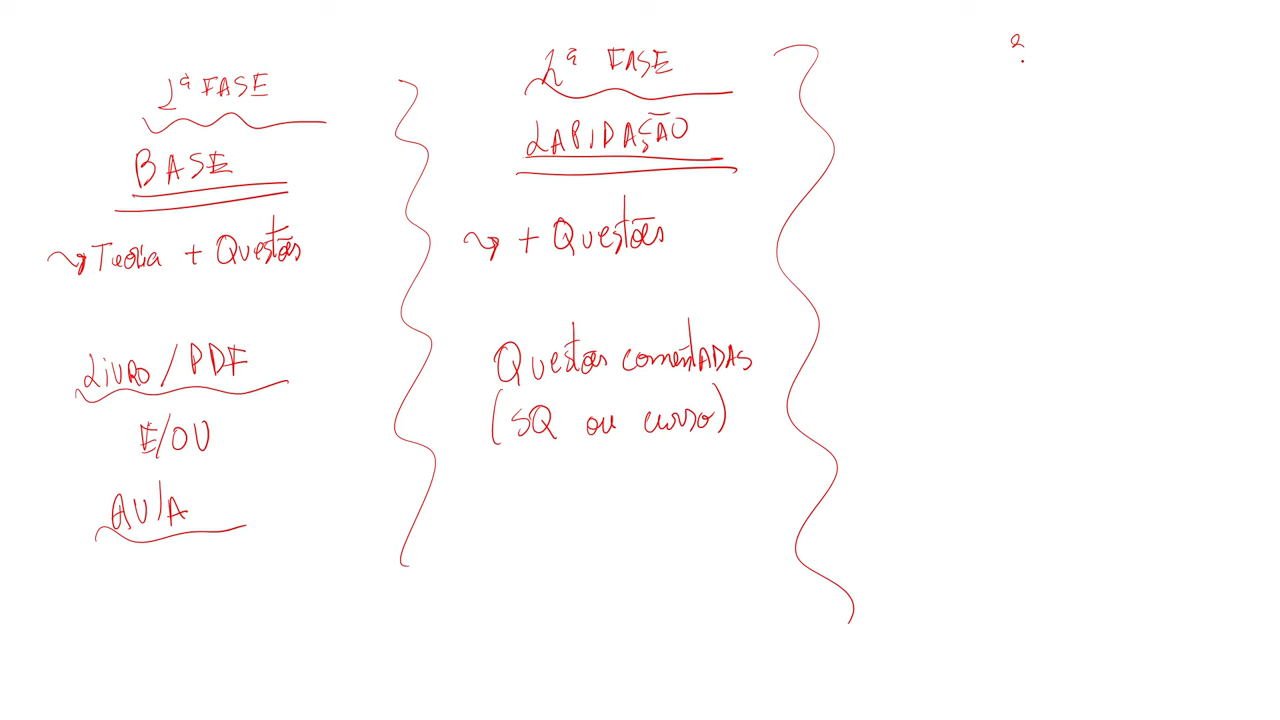 1ª FASE
BASE
Teoria + Questões
LIVRO / PDF
E/OU
AULA
2ª FASE
LAPIDAÇÃO
+ Questões
Questões comentADAS
(SQ ou curso)